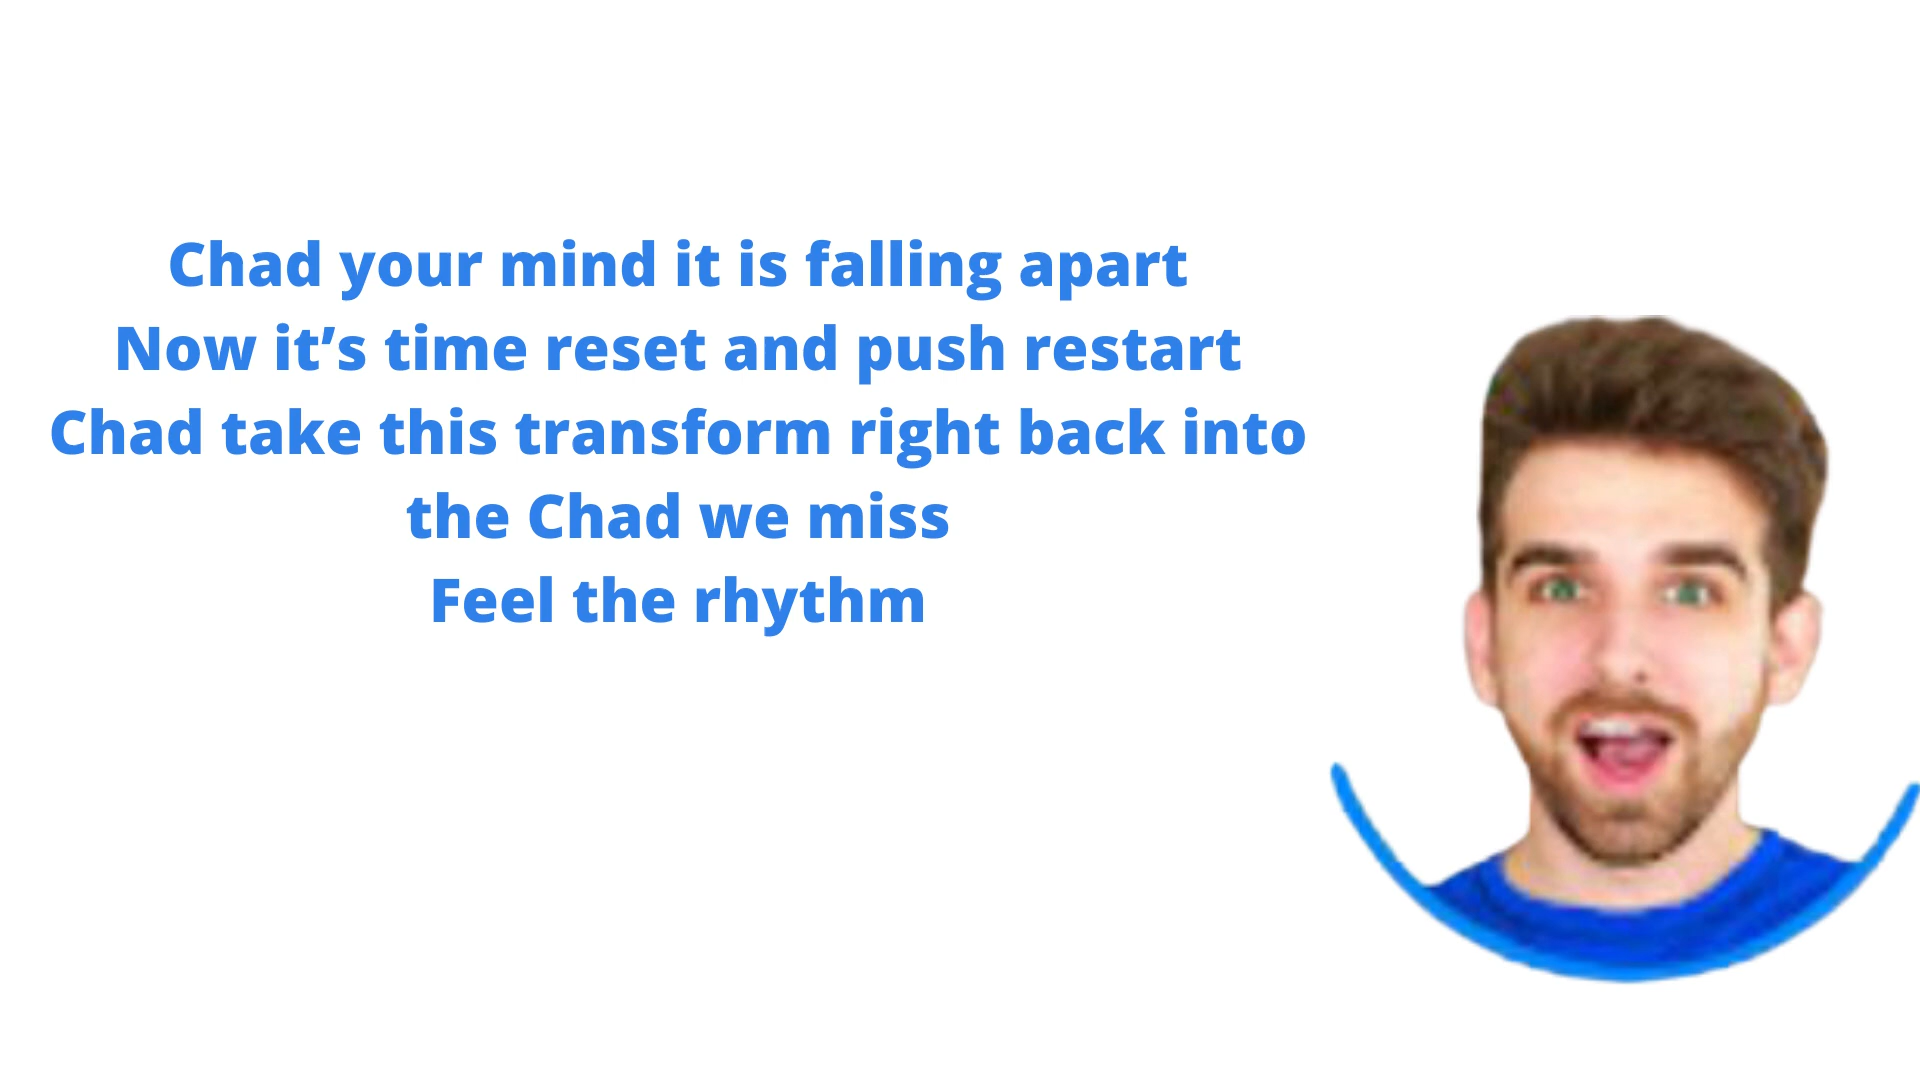 Chad your mind it is falling apart
Now it’s time reset and push restart
Chad take this transform right back into
the Chad we miss
Feel the rhythm